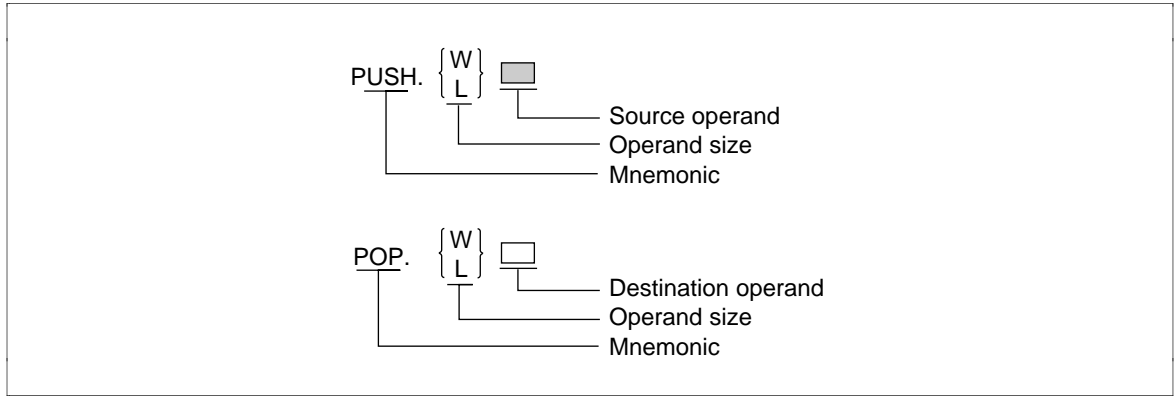 PUSH. {W
L}
Source operand
Operand size
Mnemonic
POP. {W
L}
Destination operand
Operand size
Mnemonic